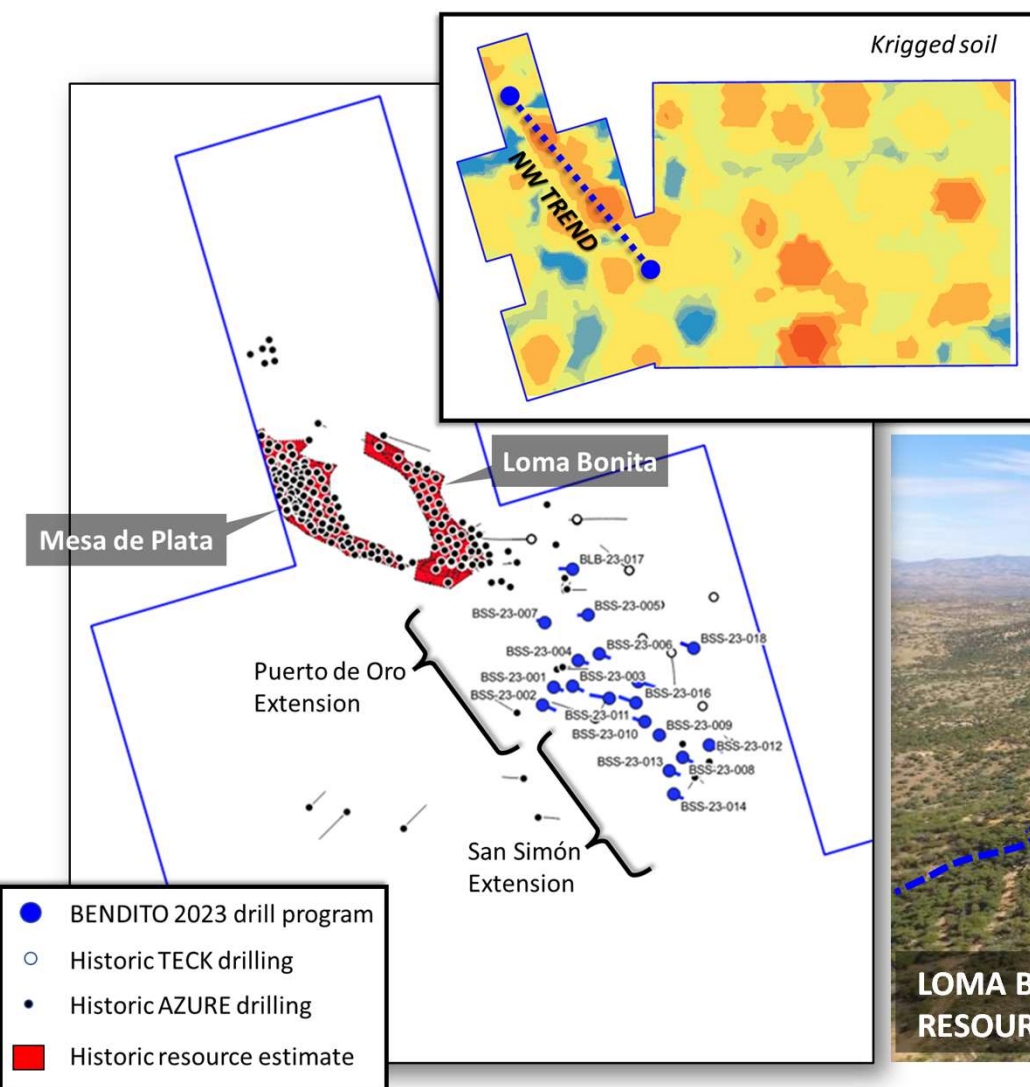 Krigged soil
NW TREND
Loma Bonita
Mesa de Plata
BLB-23-017
BSS-23-005
BSS-23-007
BSS-23-018
BSS-23-006
BSS-23-004
BSS-23-001
BSS-23-003
BSS-23-002
BSS-23-016
BSS-23-011
BSS-23-009
BSS-23-010
BSS-23-012
BSS-23-013
BSS-23-008
BSS-23-014
Puerto de Oro
Extension
San Simón
Extension
BENDITO 2023 drill program
Historic TECK drilling
Historic AZURE drilling
Historic resource estimate
LOMA B
RESOUR